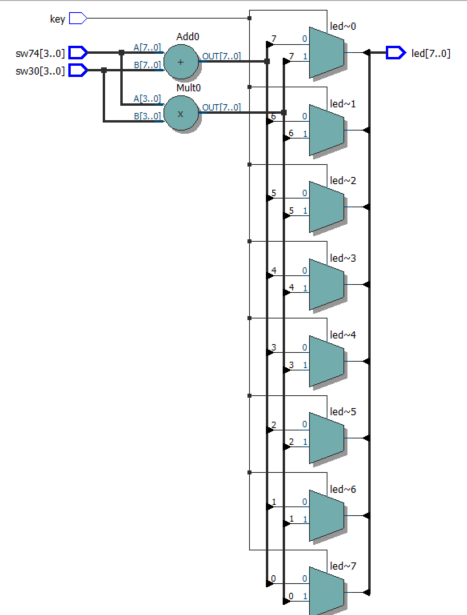 key
led~0
Add0
sw74[3..0] A[7..0] OUT[7..0] 7 0 led[7..0]
sw30[3..0] B[7..0] + 7 1
Mult0
led~1
A[3..0] OUT[7..0] 6 0
B[3..0] x 6 1
led~2
5 0
5 1
led~3
4 0
4 1
led~4
3 0
3 1
led~5
2 0
2 1
led~6
1 0
1 1
led~7
0 0
0 1